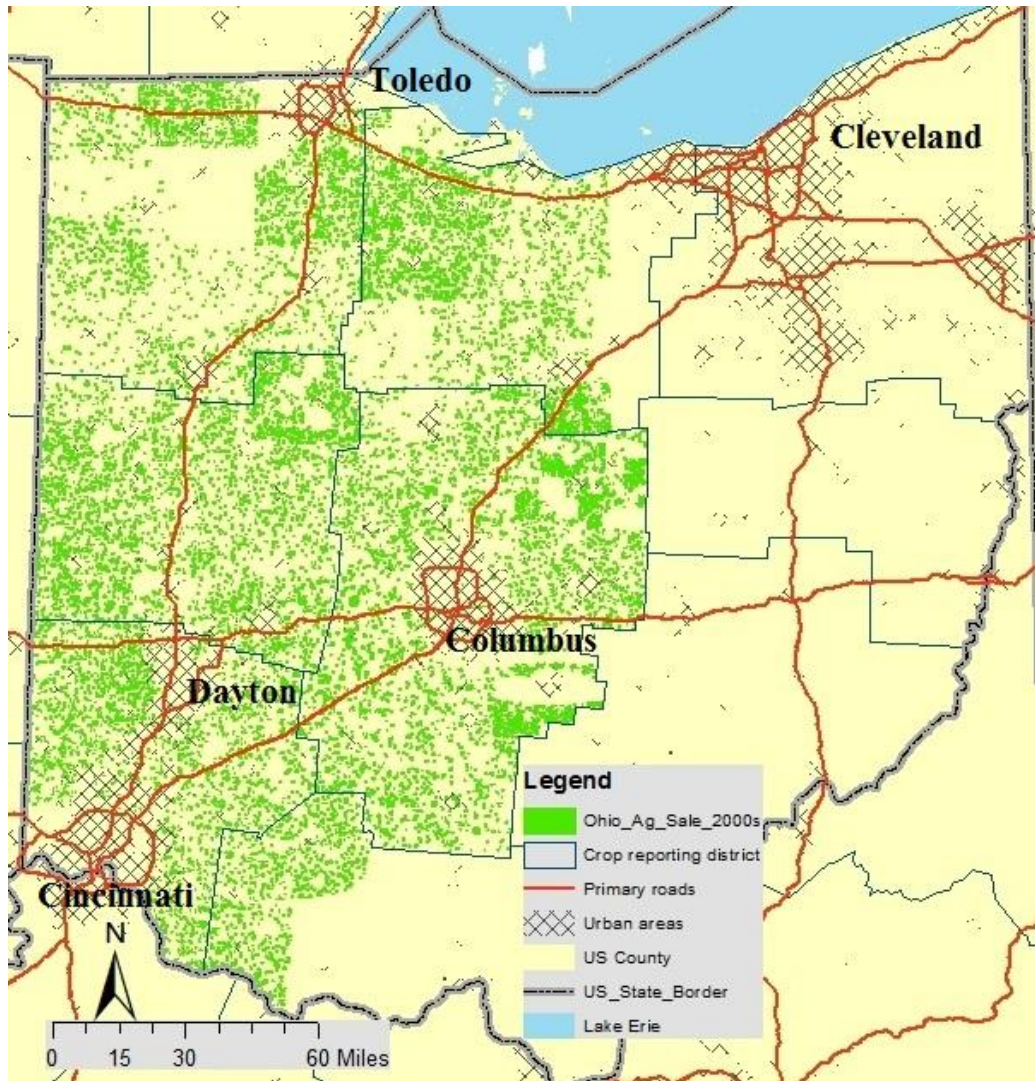 Toledo
Cleveland
Columbus
Dayton
Cincinnati
N
0 15 30 60 Miles
Legend
Ohio_Ag_Sale_2000s
Crop reporting district
Primary roads
Urban areas
US County
US_State_Border
Lake Erie